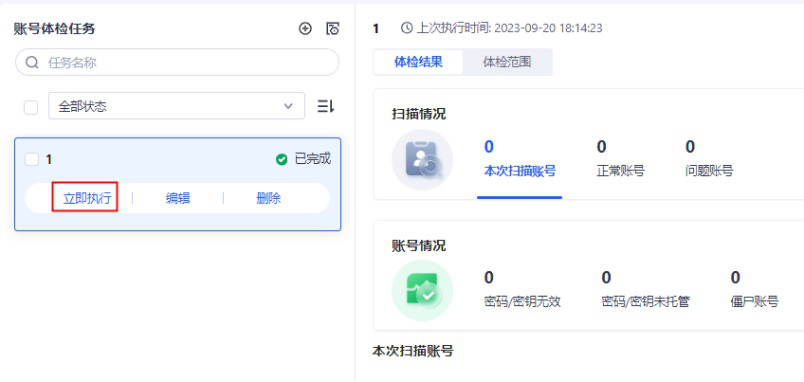 账号体检任务
任务名称
全部状态
1 已完成
立即执行 编辑 删除
1 上次执行时间: 2023-09-20 18:14:23
体检结果 体检范围
扫描情况
0 0 0
本次扫描账号 正常账号 问题账号
账号情况
0 0 0
密码/密钥无效 密码/密钥未托管 僵尸账号
本次扫描账号